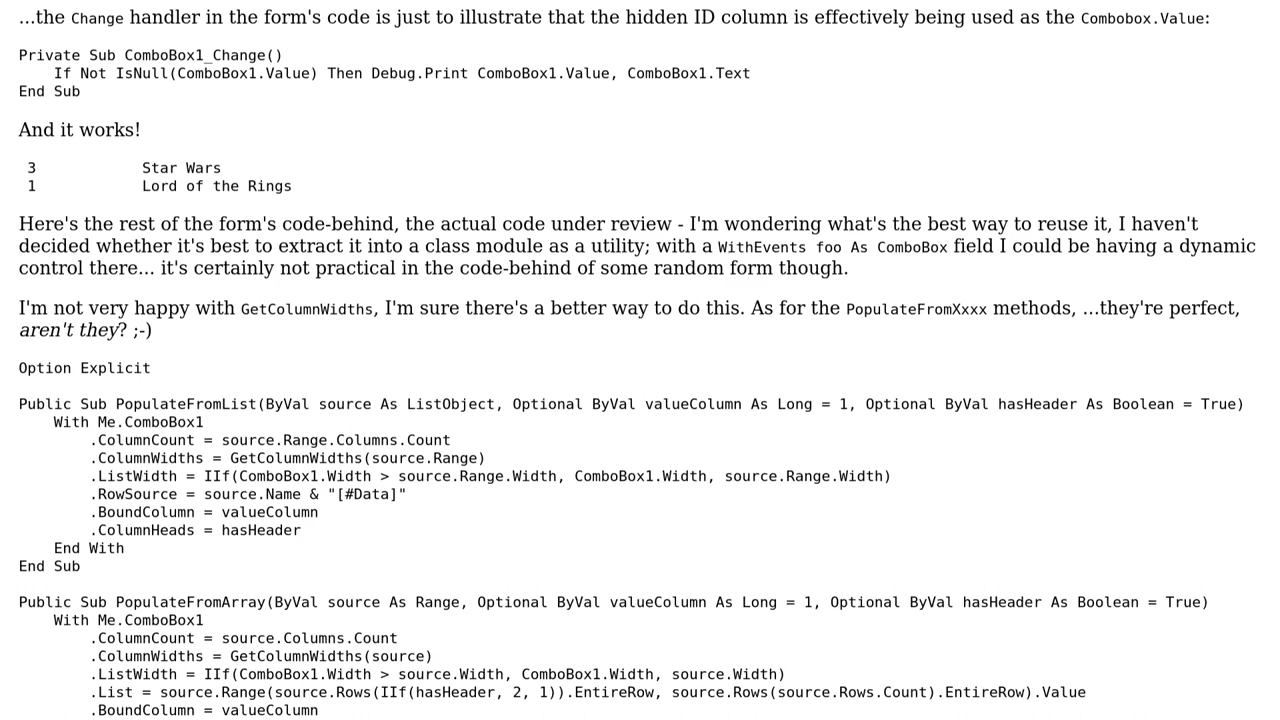 ...the Change handler in the form's code is just to illustrate that the hidden ID column is effectively being used as the Combobox.Value:
Private Sub ComboBox1_Change()
    If Not IsNull(ComboBox1.Value) Then Debug.Print ComboBox1.Value, ComboBox1.Text
End Sub
And it works!
 3            Star Wars
 1            Lord of the Rings
Here's the rest of the form's code-behind, the actual code under review - I'm wondering what's the best way to reuse it, I haven't
decided whether it's best to extract it into a class module as a utility; with a WithEvents foo As ComboBox field I could be having a dynamic
control there... it's certainly not practical in the code-behind of some random form though.
I'm not very happy with GetColumnWidths, I'm sure there's a better way to do this. As for the PopulateFromXxxx methods, ...they're perfect,
aren't they? ;-)
Option Explicit
Public Sub PopulateFromList(ByVal source As ListObject, Optional ByVal valueColumn As Long = 1, Optional ByVal hasHeader As Boolean = True)
    With Me.ComboBox1
        .ColumnCount = source.Range.Columns.Count
        .ColumnWidths = GetColumnWidths(source.Range)
        .ListWidth = IIf(ComboBox1.Width > source.Range.Width, ComboBox1.Width, source.Range.Width)
        .RowSource = source.Name & "[#Data]"
        .BoundColumn = valueColumn
        .ColumnHeads = hasHeader
    End With
End Sub
Public Sub PopulateFromArray(ByVal source As Range, Optional ByVal valueColumn As Long = 1, Optional ByVal hasHeader As Boolean = True)
    With Me.ComboBox1
        .ColumnCount = source.Columns.Count
        .ColumnWidths = GetColumnWidths(source)
        .ListWidth = IIf(ComboBox1.Width > source.Width, ComboBox1.Width, source.Width)
        .List = source.Range(source.Rows(IIf(hasHeader, 2, 1)).EntireRow, source.Rows(source.Rows.Count).EntireRow).Value
        .BoundColumn = valueColumn